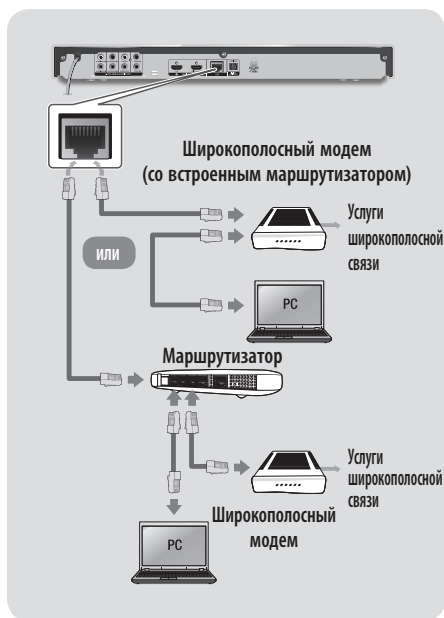 Широкополосный модем
(со встроенным маршрутизатором)
Услуги
широкополосной
связи
или
PC
Маршрутизатор
Услуги
широкополосной
связи
Широкополосный
модем
PC